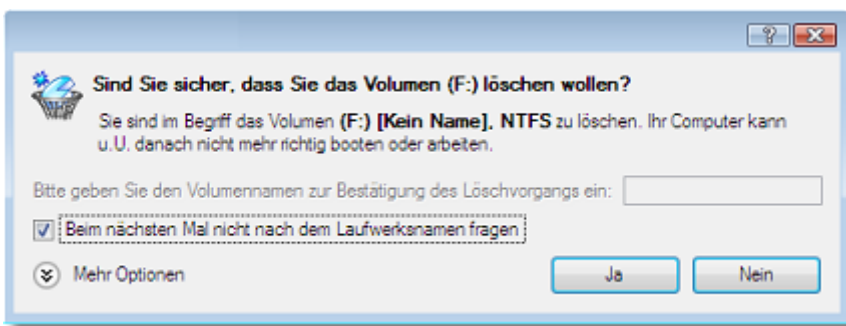 Sind Sie sicher, dass Sie das Volumen (F:) löschen wollen?
Sie sind im Begriff das Volumen (F:) [Kein Name], NTFS zu löschen. Ihr Computer kann
u.U. danach nicht mehr richtig booten oder arbeiten.
Bitte geben Sie den Volumennamen zur Bestätigung des Löschvorgangs ein:
Beim nächsten Mal nicht nach dem Laufwerksnamen fragen
Mehr Optionen
Ja
Nein